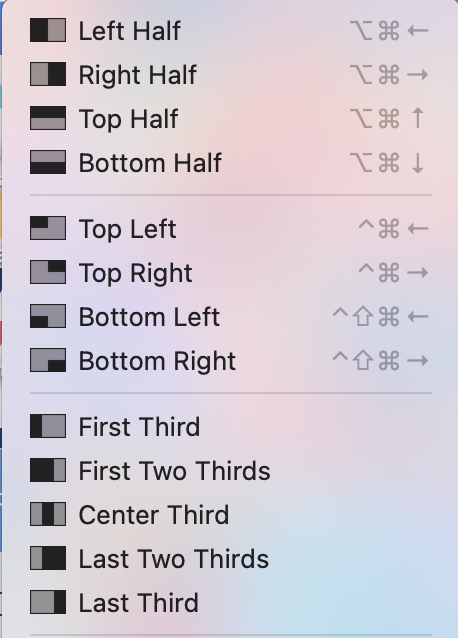 Left Half ⌥⌘←
Right Half ⌥⌘→
Top Half ⌥⌘↑
Bottom Half ⌥⌘↓
Top Left ^⌘←
Top Right ^⌘→
Bottom Left ^⇧⌘←
Bottom Right ^⇧⌘→
First Third
First Two Thirds
Center Third
Last Two Thirds
Last Third